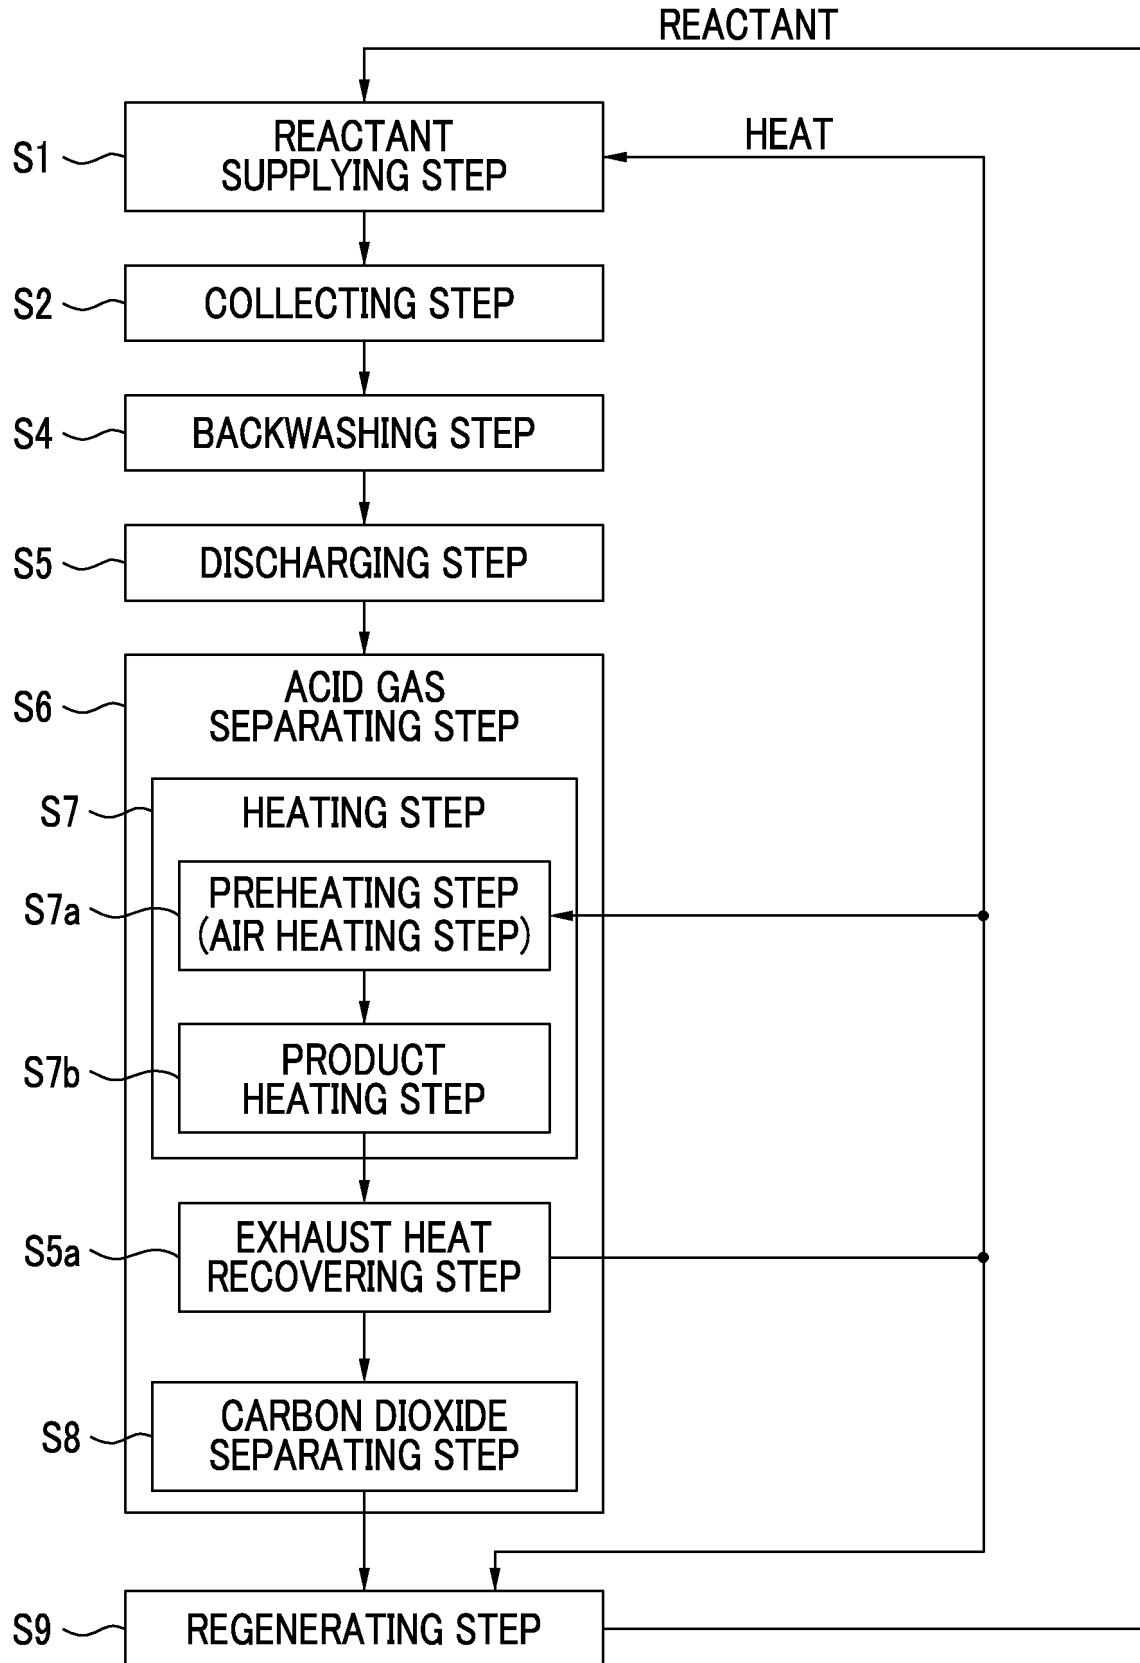 REACTANT
S1
REACTANT
SUPPLYING STEP
HEAT
S2
COLLECTING STEP
S4
BACKWASHING STEP
S5
DISCHARGING STEP
S6
ACID GAS
SEPARATING STEP
S7
HEATING STEP
S7a
PREHEATING STEP
(AIR HEATING STEP)
S7b
PRODUCT
HEATING STEP
S5a
EXHAUST HEAT
RECOVERING STEP
S8
CARBON DIOXIDE
SEPARATING STEP
S9
REGENERATING STEP